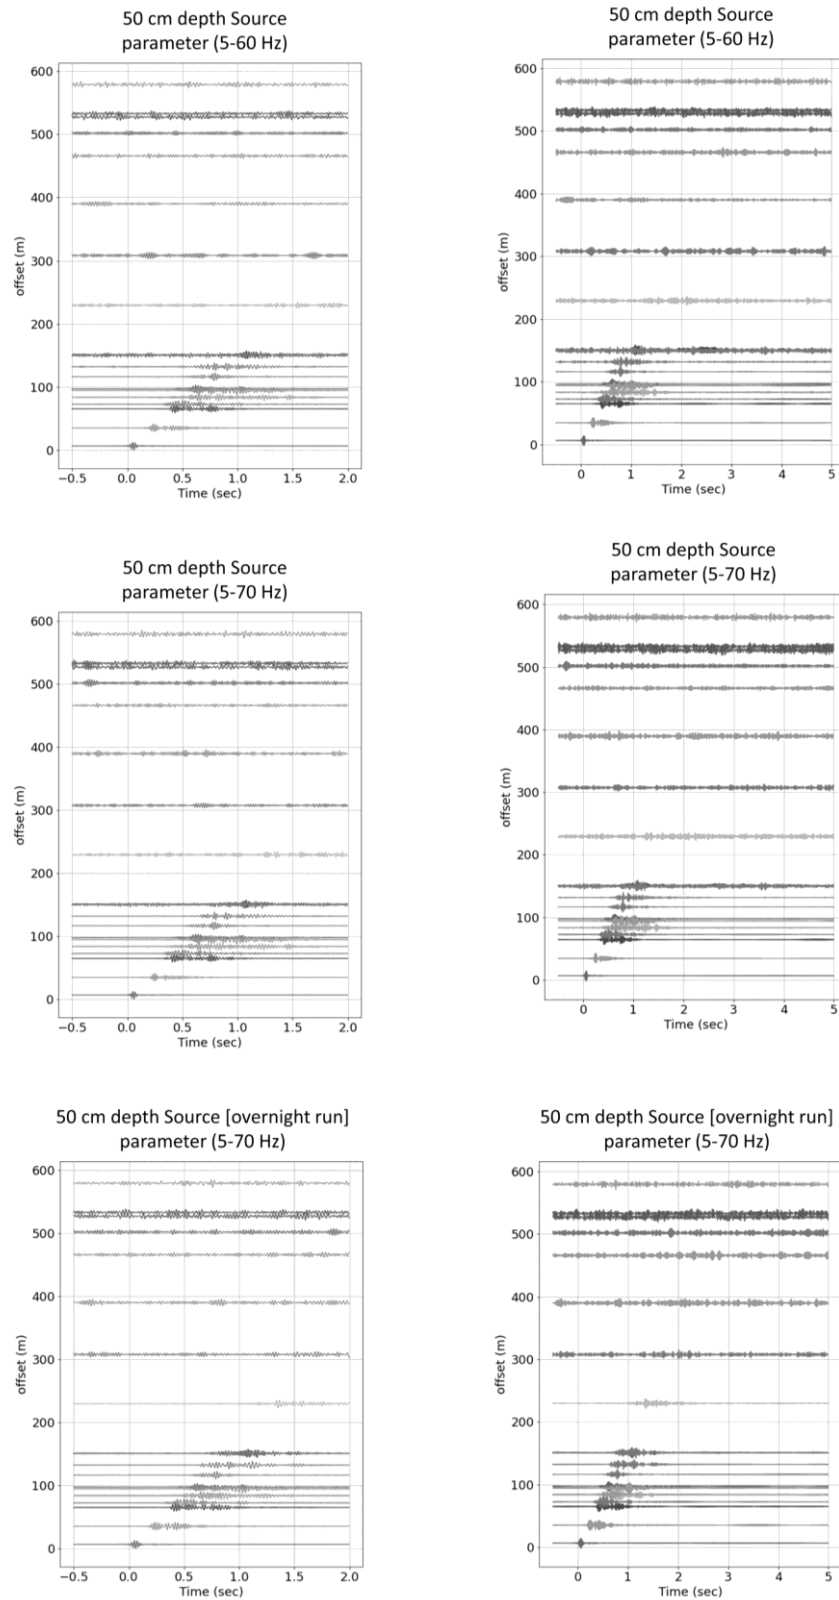 50 cm depth Source
parameter (5-60 Hz)
600
500
400
300
200
100
0
offset (m)
−0.5 0.0 0.5 1.0 1.5 2.0
Time (sec)
50 cm depth Source
parameter (5-60 Hz)
600
500
400
300
200
100
0
offset (m)
0 1 2 3 4 5
Time (sec)
50 cm depth Source
parameter (5-70 Hz)
600
500
400
300
200
100
0
offset (m)
−0.5 0.0 0.5 1.0 1.5 2.0
Time (sec)
50 cm depth Source
parameter (5-70 Hz)
600
500
400
300
200
100
0
offset (m)
0 1 2 3 4 5
Time (sec)
50 cm depth Source [overnight run]
parameter (5-70 Hz)
600
500
400
300
200
100
0
offset (m)
−0.5 0.0 0.5 1.0 1.5 2.0
Time (sec)
50 cm depth Source [overnight run]
parameter (5-70 Hz)
600
500
400
300
200
100
0
offset (m)
0 1 2 3 4 5
Time (sec)